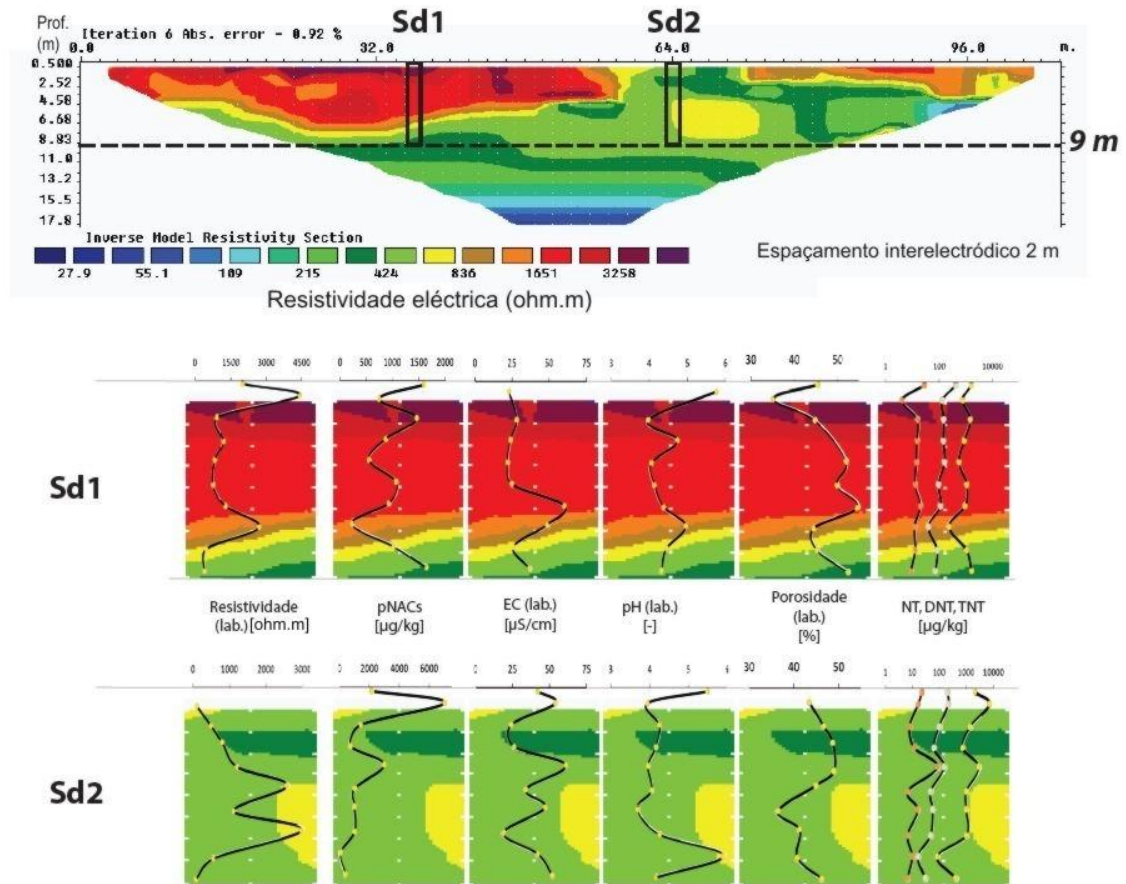 Sd1 Sd2
Prof.
(m)
Iteration 6 Abs. error - 0.92 %
0.0 32.0 64.0 96.0 m.
0.500
2.52
4.58
6.68
8.83
11.0
13.2
15.5
17.8
9 m
Inverse Model Resistivity Section
27.9 55.1 109 215 424 836 1651 3258
Resistividade eléctrica (ohm.m)
Espaçamento interelectródico 2 m
0 1500 3000 4500
0 500 1000 1500 2000
0 25 50 75
3 4 5 6
30 40 50
1 100 10000
Sd1
Resistividade
(lab.) [ohm.m]
pNACs
[µg/kg]
EC (lab.)
[µS/cm]
pH (lab.)
[-]
Porosidade
(lab.)
[%]
NT, DNT, TNT
[µg/kg]
0 1000 2000 3000
0 2000 4000 6000
0 25 50 75
3 4 5 6
30 40 50
1 10 100 1000 10000
Sd2